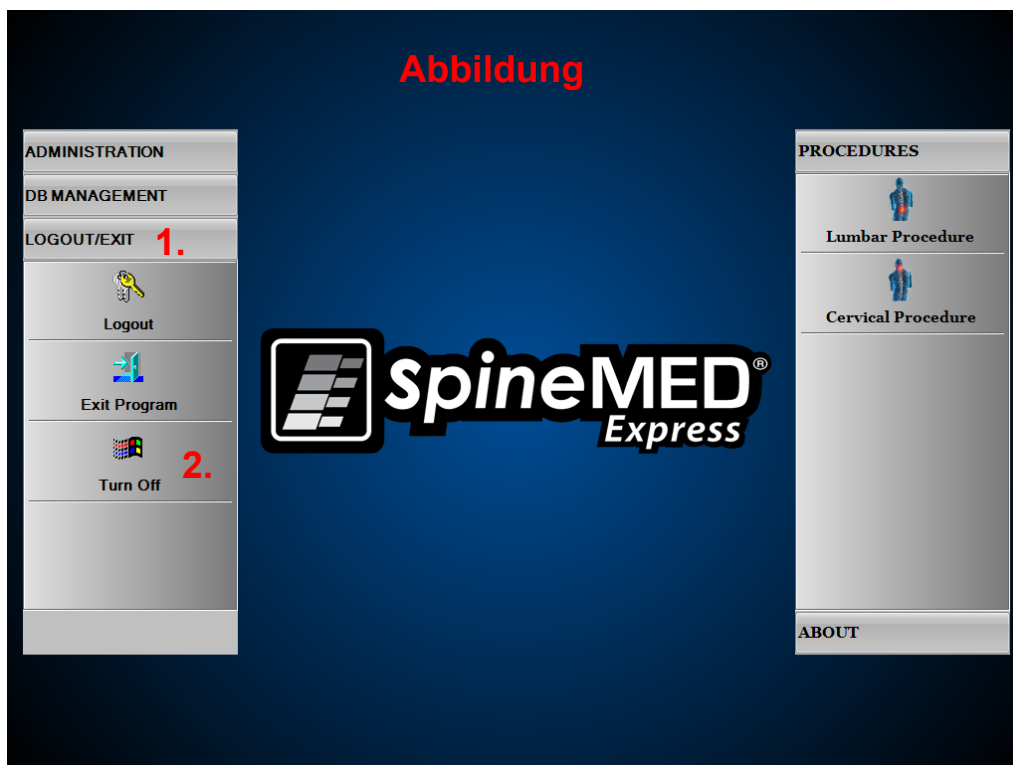 Abbildung
ADMINISTRATION
DB MANAGEMENT
LOGOUT/EXIT 1.
Logout
Exit Program
Turn Off 2.
SpineMED®
Express
PROCEDURES
Lumbar Procedure
Cervical Procedure
ABOUT